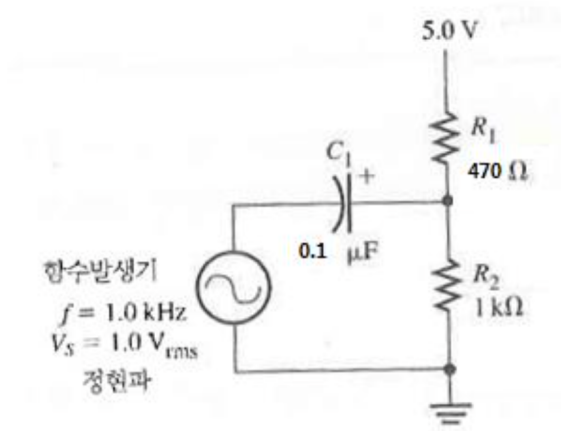 5.0 V
R1
470 Ω
C1
+
0.1 μF
R2
1 kΩ
함수발생기
f = 1.0 kHz
VS = 1.0 Vrms
정현파